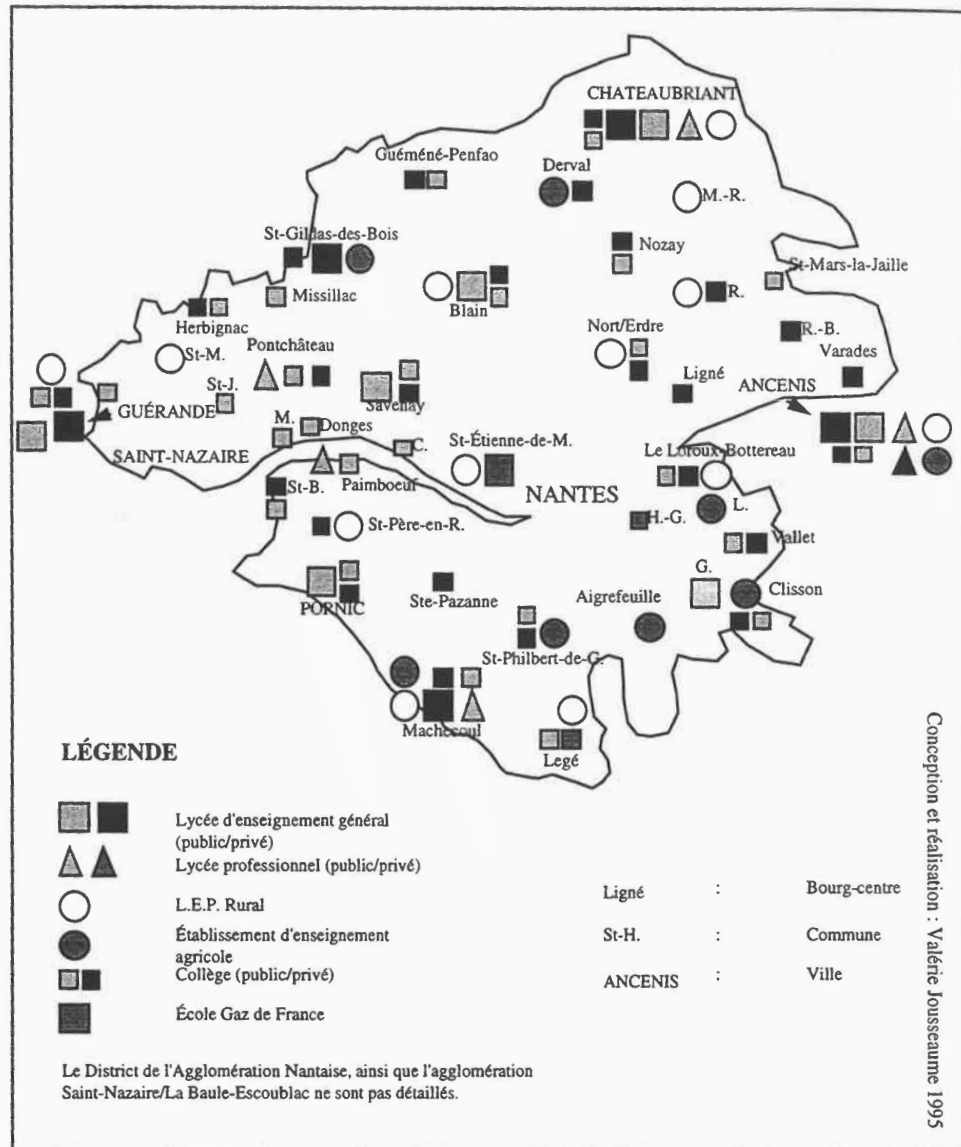 CHATEAUBRIANT
Guéméné-Penfao
Derval
M.-R.
St-Gildas-des-Bois
Nozay
St-Mars-la-Jaille
Missillac
Blain
R.
Herbignac
Nort/Erdre
R.-B.
St-M.
Pontchâteau
Varades
Ligné
St-J.
Savenay
ANCENIS
GUÉRANDE
M.
Donges
C.
St-Étienne-de-M.
Le Loroux-Bottereau
SAINT-NAZAIRE
St-B.
Paimboeuf
NANTES
L.
H.-G.
St-Père-en-R.
Vallet
G.
Clisson
PORNIC
Ste-Pazanne
Aigrefeuille
St-Philbert-de-G.
Machecoul
Legé
LÉGENDE
Lycée d'enseignement général
(public/privé)
Lycée professionnel (public/privé)
L.E.P. Rural
Établissement d'enseignement
agricole
Collège (public/privé)
École Gaz de France
Ligné : Bourg-centre
St-H. : Commune
ANCENIS : Ville
Le District de l'Agglomération Nantaise, ainsi que l'agglomération
Saint-Nazaire/La Baule-Escoublac ne sont pas détaillés.
Conception et réalisation : Valérie Jousseaume 1995